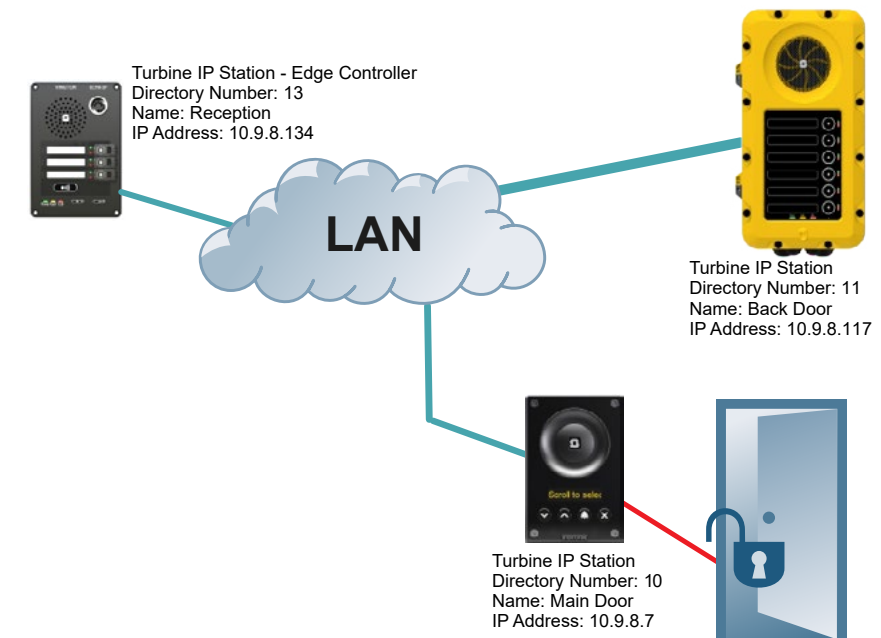 Turbine IP Station - Edge Controller
Directory Number: 13
Name: Reception
IP Address: 10.9.8.134
LAN
Turbine IP Station
Directory Number: 11
Name: Back Door
IP Address: 10.9.8.117
Scroll to selec
Turbine IP Station
Directory Number: 10
Name: Main Door
IP Address: 10.9.8.7